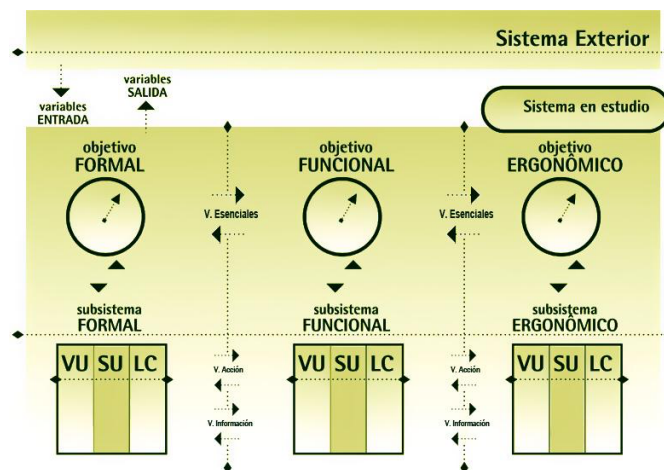 Sistema Exterior
variables
ENTRADA
variables
SALIDA
Sistema en estudio
objetivo
FORMAL
objetivo
FUNCIONAL
objetivo
ERGONÔMICO
V. Esenciales
V. Esenciales
subsistema
FORMAL
subsistema
FUNCIONAL
subsistema
ERGONÔMICO
VU SU LC
VU SU LC
VU SU LC
V. Acción
V. Acción
V. Información
V. Información